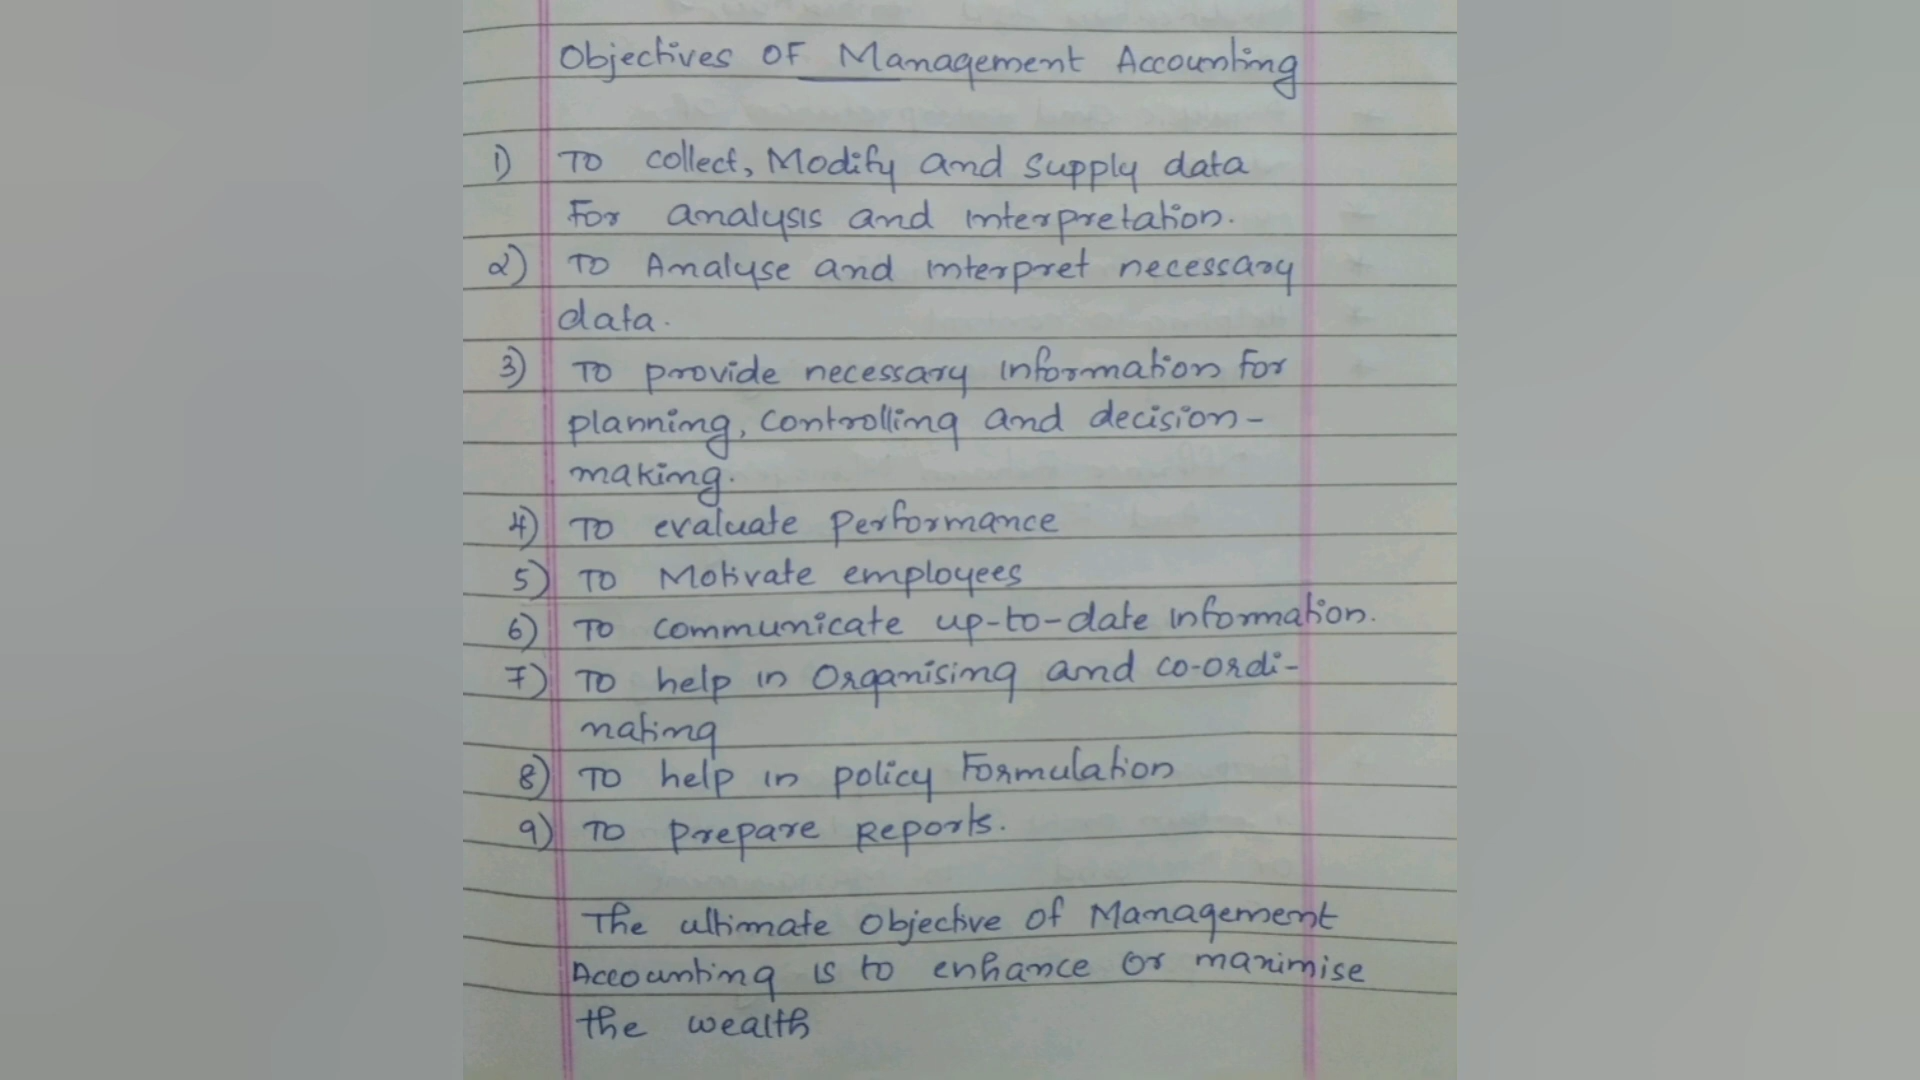 Objectives OF Management Accounting
1) To collect, Modify and supply data
For analysis and interpretation.
2) To Analyse and interpret necessary
data.
3) To provide necessary information For
planning, controlling and decision-
making.
4) To evaluate performance
5) To Motivate employees
6) To communicate up-to-date information.
7) To help in Organising and co-ordi-
nating
8) To help in policy Formulation
9) To prepare Reports.
The ultimate objective of Management
Accounting is to enhance or maximise
the wealth